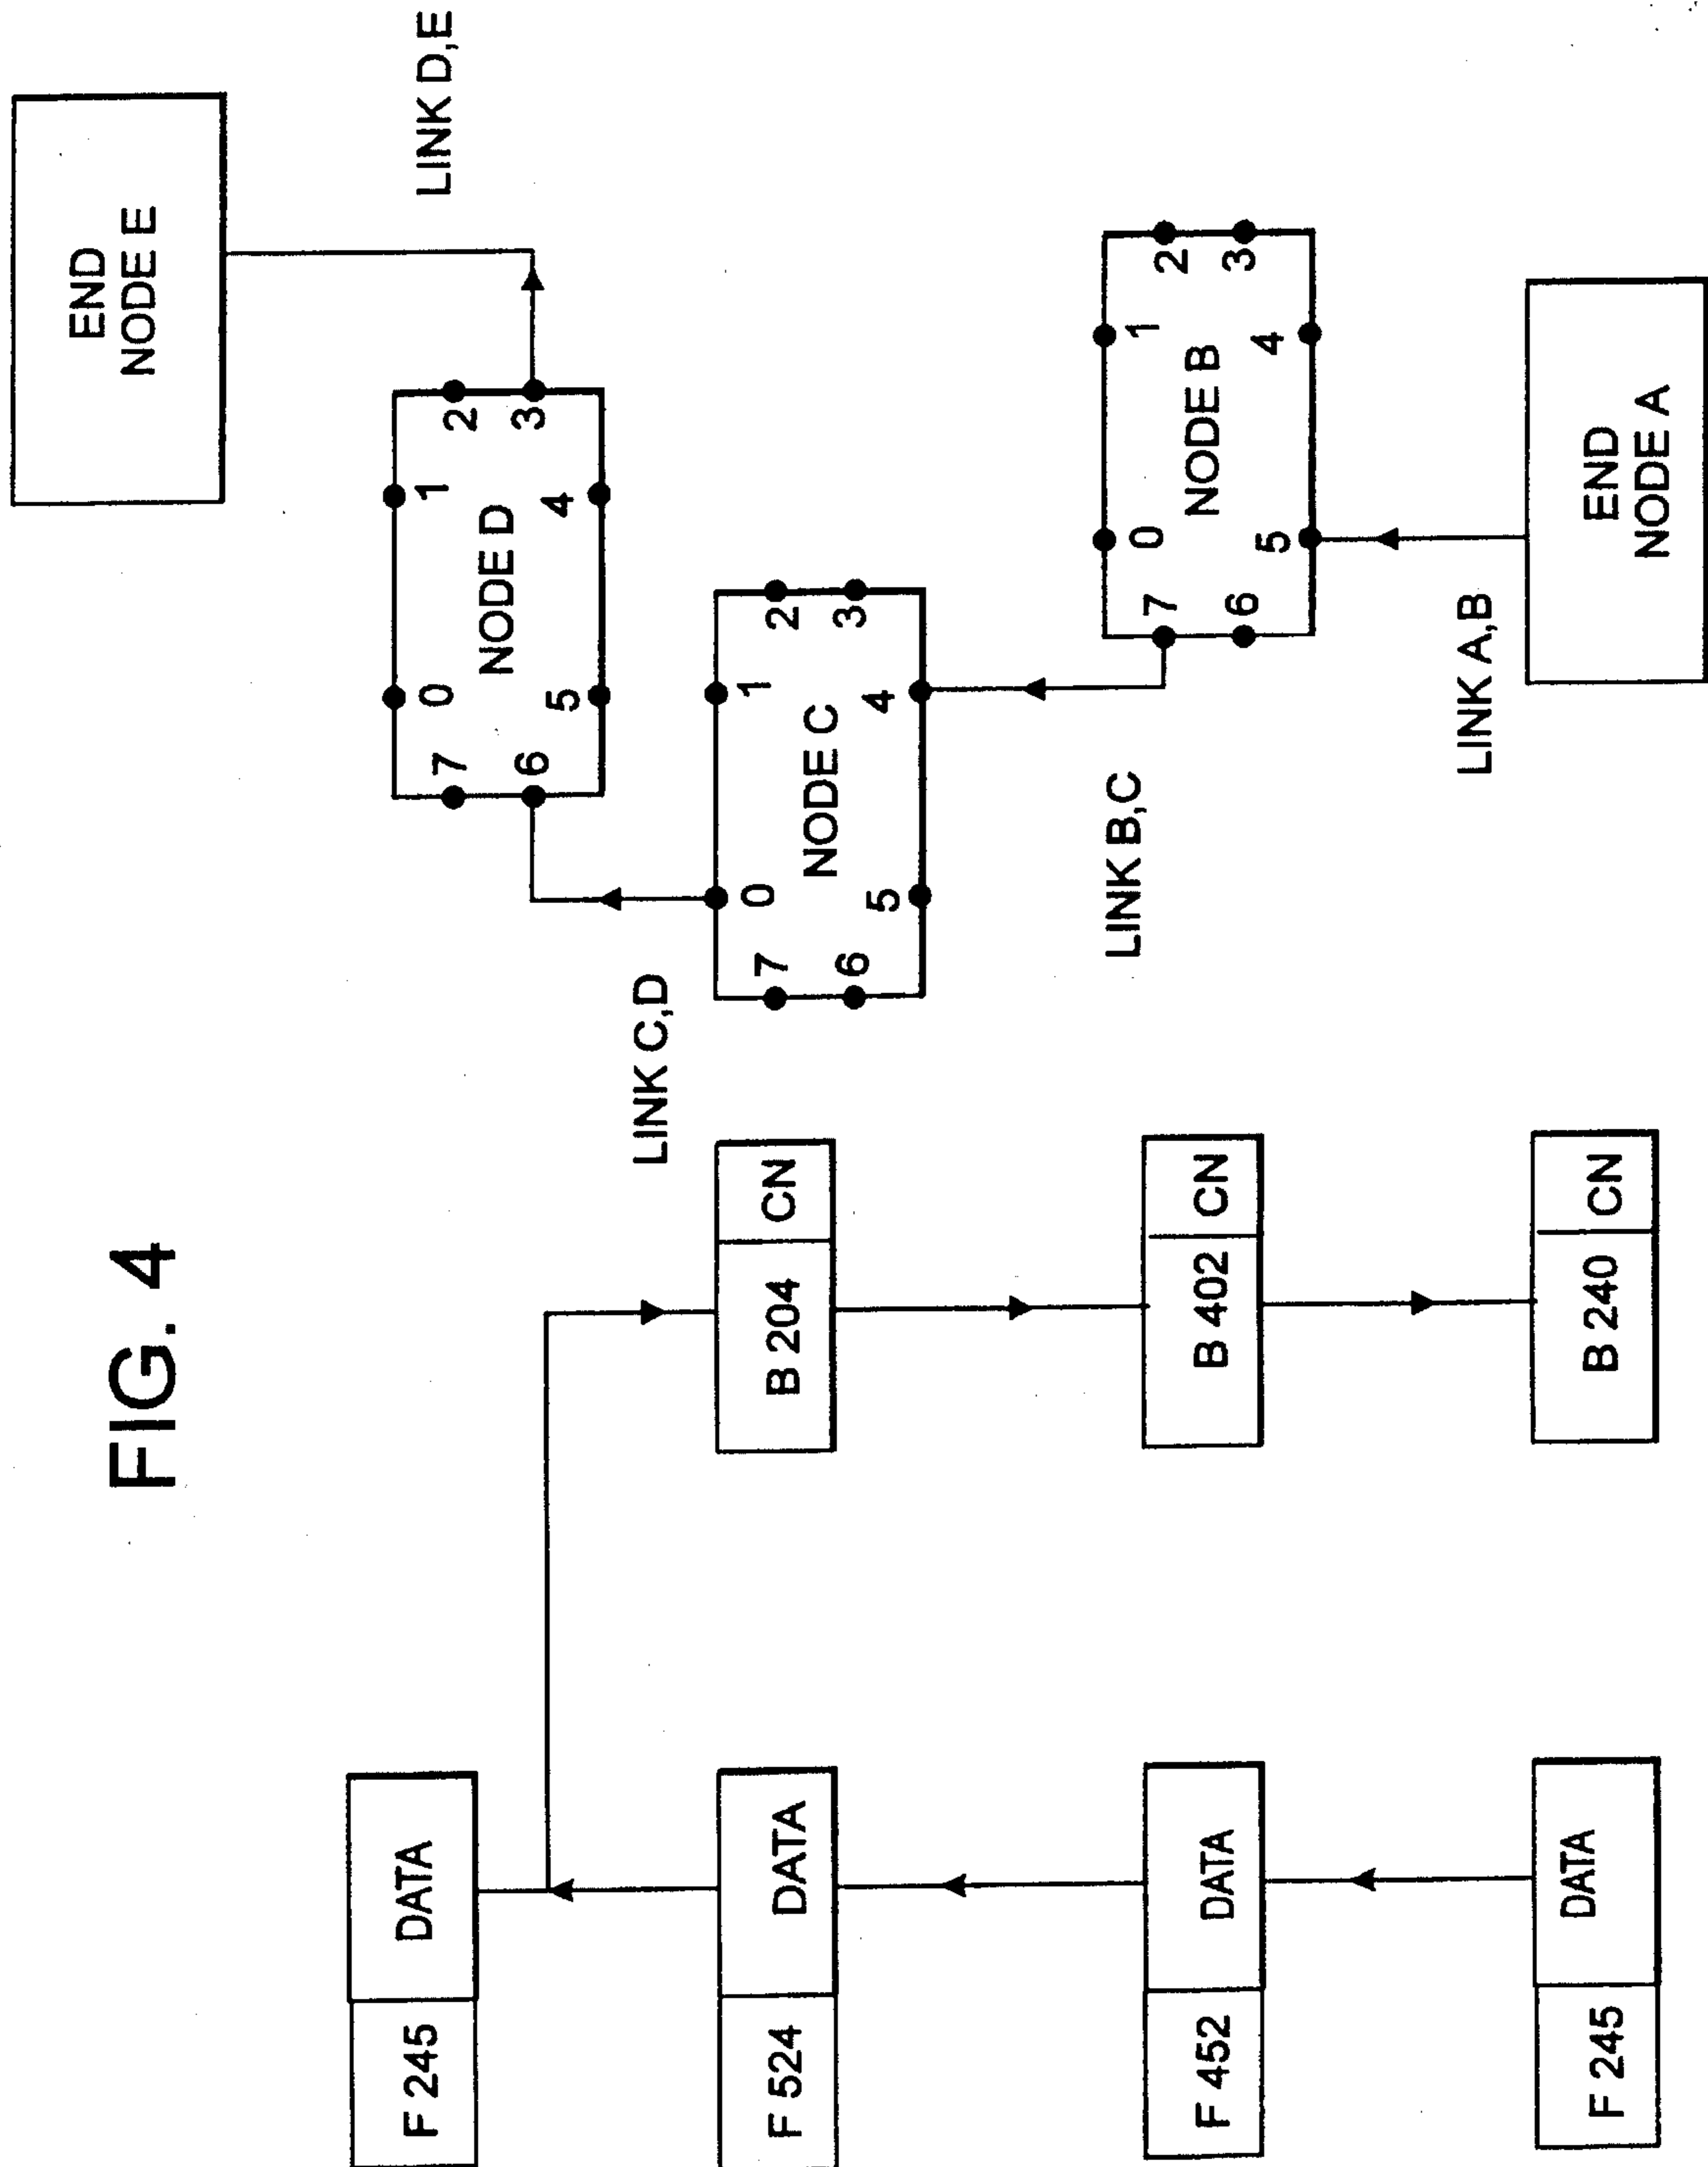 FIG. 4
F 245 DATA
F 524 DATA
F 452 DATA
F 245 DATA
B 204 CN
B 402 CN
B 240 CN
END
NODE E
LINK D,E
0
1
2
3
4
5
6
7
NODE D
LINK C,D
0
1
2
3
4
5
6
7
NODE C
LINK B,C
0
1
2
3
4
5
6
7
NODE B
LINK A,B
END
NODE A